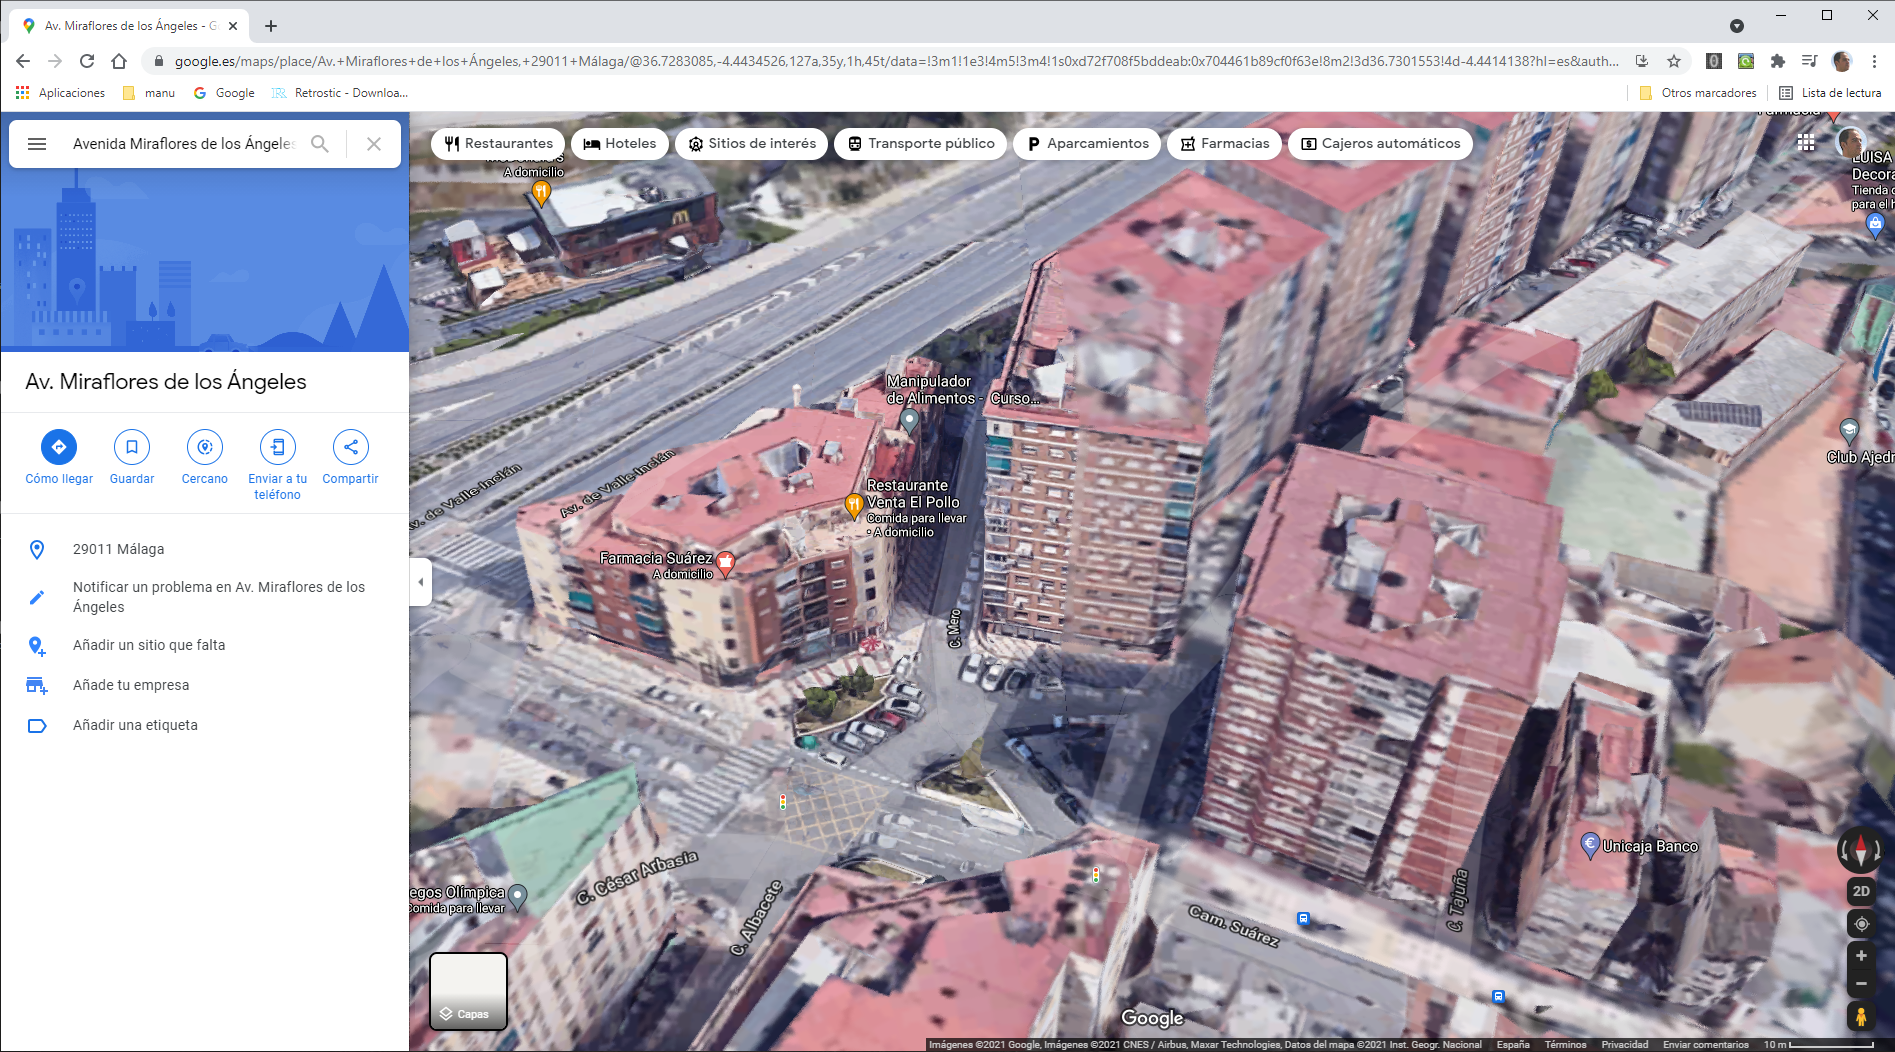 Av. Miraflores de los Ángeles - G
google.es/maps/place/Av.+Miraflores+de+los+Ángeles,+29011+Málaga/@36.7283085,-4.4434526,127a,35y,1h,45t/data=!3m1!1e3!4m5!3m4!1s0xd72f708f5bddeab:0x704461b89cf0f63e!8m2!3d36.7301553!4d-4.4414138?hl=es&auth...
Aplicaciones
manu
Google
Retrostic - Downloa...
Otros marcadores
Lista de lectura
Avenida Miraflores de los Ángeles
Restaurantes
Hoteles
Sitios de interés
Transporte público
Aparcamientos
Farmacias
Cajeros automáticos
Av. Miraflores de los Ángeles
Cómo llegar
Guardar
Cercano
Enviar a tu
teléfono
Compartir
29011 Málaga
Notificar un problema en Av. Miraflores de los
Ángeles
Añadir un sitio que falta
Añade tu empresa
Añadir una etiqueta
A domicilio
LUISA
Decora
Tienda d
para el h
Manipulador
de Alimentos - Curso...
Av. de Valle-Inclán
Av. de Valle-Inclán
Restaurante
Venta El Pollo
Comida para llevar
· A domicilio
Farmacia Suárez
A domicilio
Club Ajedr
C. Mero
C. César Arbasía
C. Albacete
egos Olímpica
Comida para llevar
Cam. Suárez
C. Tajuña
Unicaja Banco
2D
Capas
Google
Imágenes ©2021 Google, Imágenes ©2021 CNES / Airbus, Maxar Technologies, Datos del mapa ©2021 Inst. Geogr. Nacional
España
Términos
Privacidad
Enviar comentarios
10 m